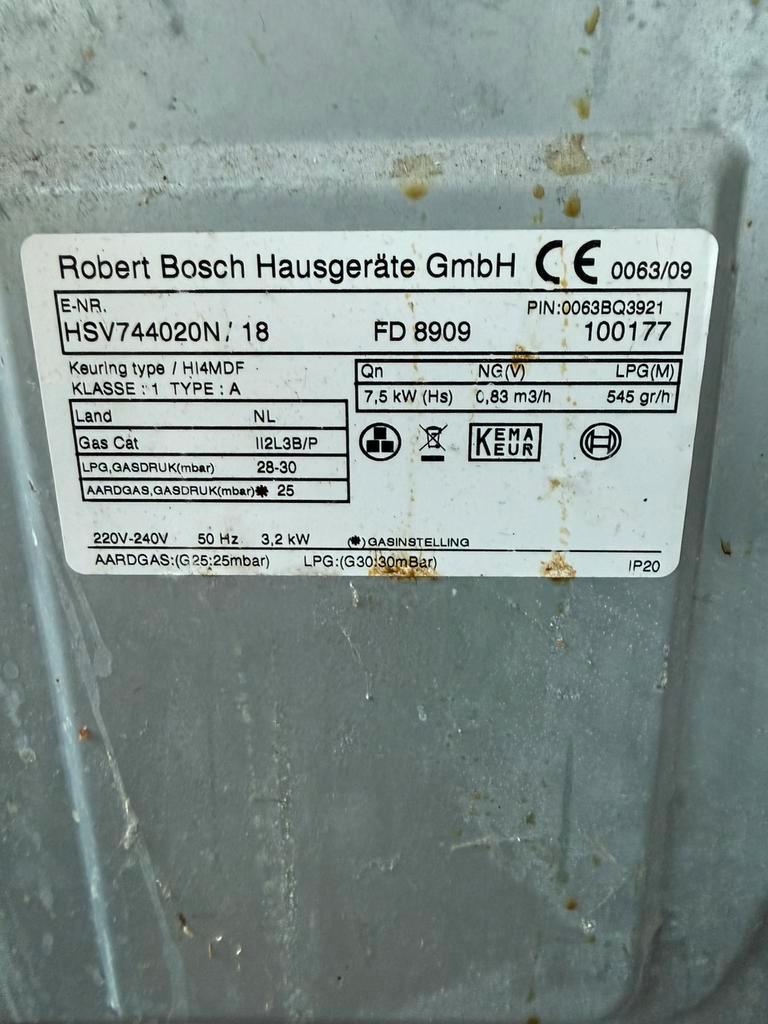 Robert Bosch Hausgeräte GmbH CE 0063/09
E-NR. PIN:0063BQ3921
HSV744020N / 18 FD 8909 100177
Keuring type / HI4MDF
KLASSE : 1 TYPE : A
Qn NG(V) LPG(M)
7,5 kW (Hs) 0,83 m3/h 545 gr/h
Land NL
Gas Cat II2L3B/P
LPG,GASDRUK(mbar) 28-30
AARDGAS,GASDRUK(mbar)✱ 25
KEMA
KEUR
220V-240V 50 Hz 3,2 kW (✱) GASINSTELLING
AARDGAS:(G25:25mbar) LPG:(G30:30mBar) IP20